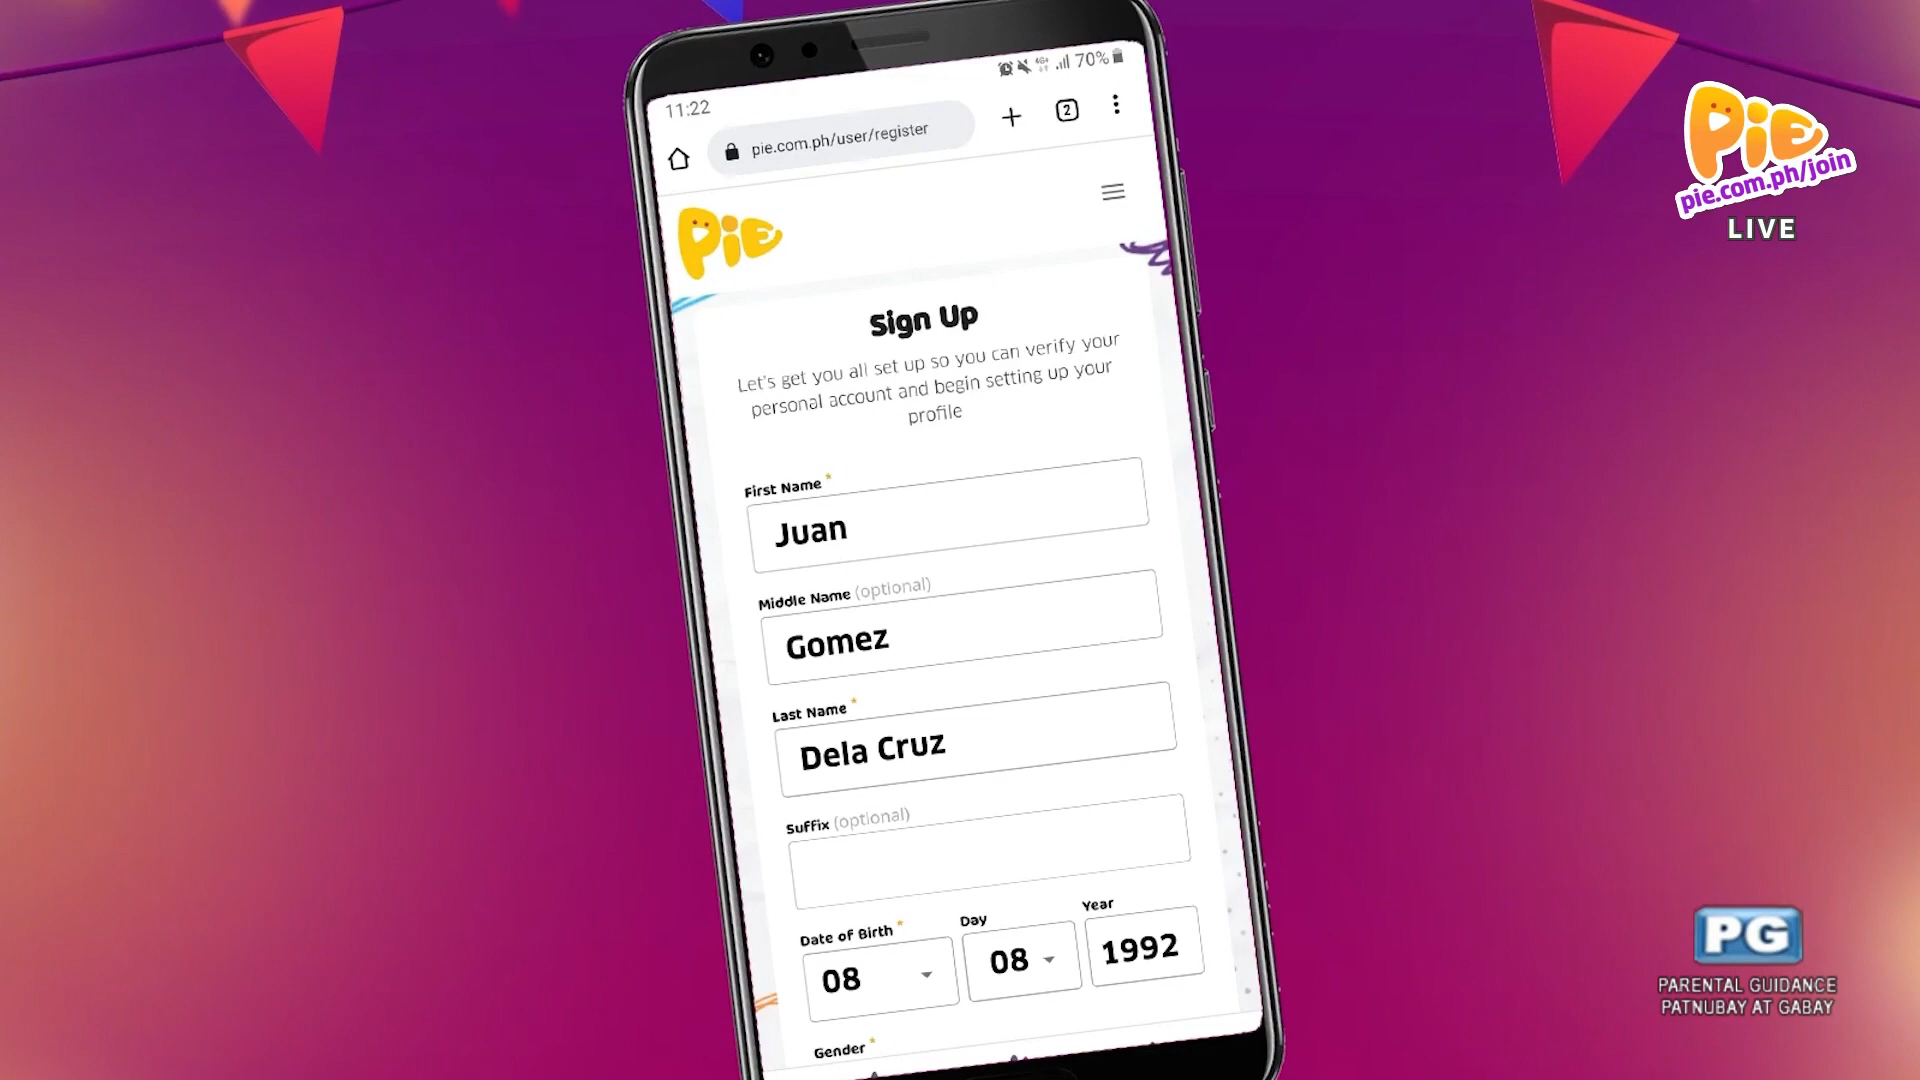 11:22
70%
pie.com.ph/user/register
2
PiE
Sign Up
Let's get you all set up so you can verify your
personal account and begin setting up your
profile
First Name *
Juan
Middle Name (optional)
Gomez
Last Name *
Dela Cruz
Suffix (optional)
Date of Birth *
Day
Year
08
08
1992
Gender *
PiE
pie.com.ph/join
LIVE
PG
PARENTAL GUIDANCE
PATNUBAY AT GABAY